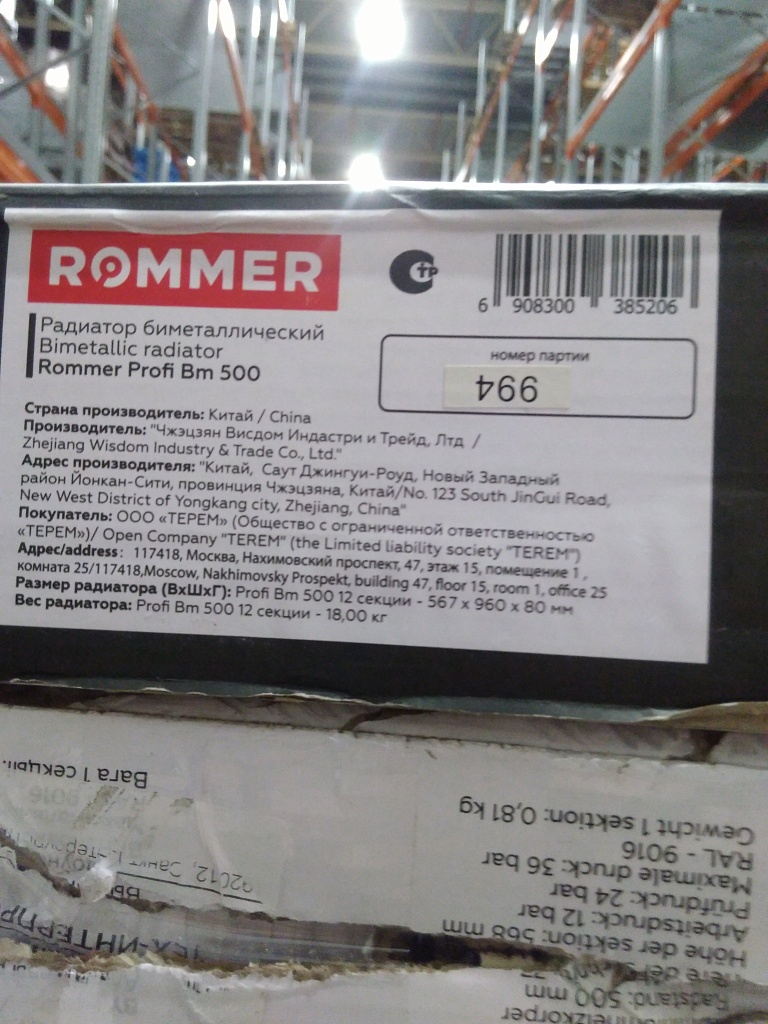 ROMMER
тр
6 908300 385206
Радиатор биметаллический
Bimetallic radiator
Rommer Profi Bm 500
номер партии
994
Страна производитель: Китай / China
Производитель: "Чжэцзян Висдом Индастри и Трейд, Лтд /
Zhejiang Wisdom Industry & Trade Co., Ltd."
Адрес производителя: "Китай, Саут Джингуи-Роуд, Новый Западный
район Йонкан-Сити, провинция Чжэцзяна, Китай/No. 123 South JinGui Road,
New West District of Yongkang city, Zhejiang, China"
Покупатель: ООО «ТЕРЕМ» (Общество с ограниченной ответственностью
«ТЕРЕМ»)/ Open Company "TEREM" (the Limited liability society "TEREM")
Адрес/address: 117418, Москва, Нахимовский проспект, 47, этаж 15, помещение 1 ,
комната 25/117418,Moscow, Nakhimovsky Prospekt, building 47, floor 15, room 1, office 25
Размер радиатора (ВхШхГ): Profi Bm 500 12 секции - 567 x 960 x 80 мм
Вес радиатора: Profi Bm 500 12 секции - 18,00 кг
Radstand: 500 mm
Höhe der sektion: 568 mm
Arbeitsdruck: 12 bar
Prüfdruck: 24 bar
Maximale druck: 36 bar
RAL - 9016
Gewicht 1 sektion: 0,81 kg
Вага 1 секцыі